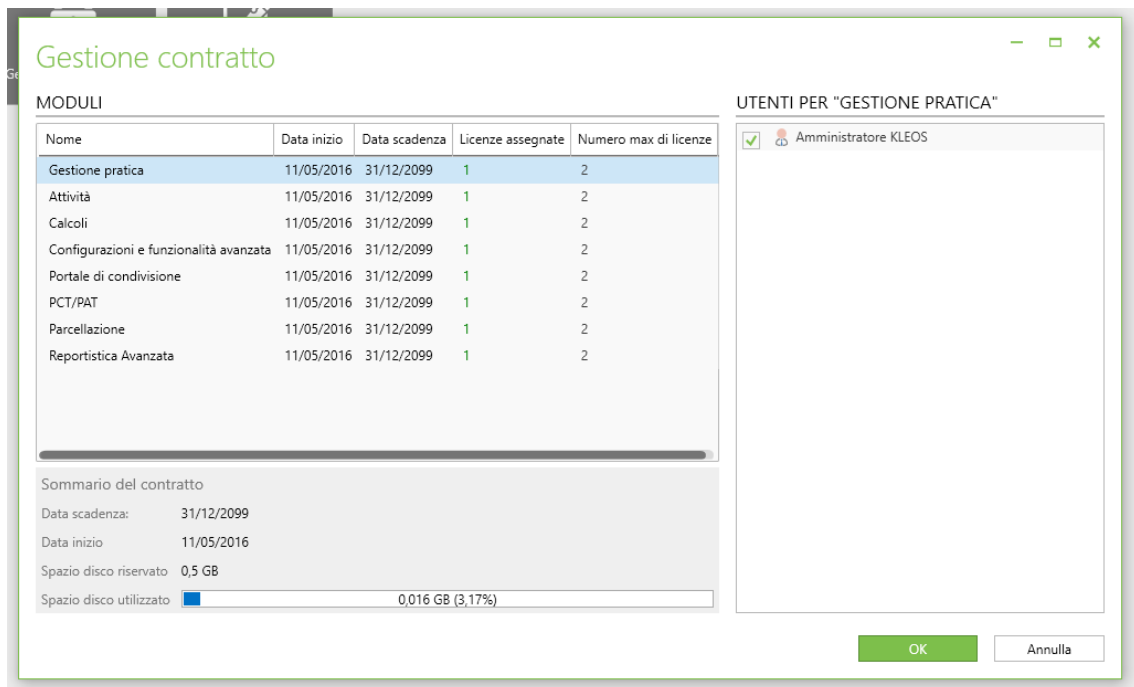 Ge
Gestione contratto
MODULI
Nome Data inizio Data scadenza Licenze assegnate Numero max di licenze
Gestione pratica 11/05/2016 31/12/2099 1 2
Attività 11/05/2016 31/12/2099 1 2
Calcoli 11/05/2016 31/12/2099 1 2
Configurazioni e funzionalità avanzata 11/05/2016 31/12/2099 1 2
Portale di condivisione 11/05/2016 31/12/2099 1 2
PCT/PAT 11/05/2016 31/12/2099 1 2
Parcellazione 11/05/2016 31/12/2099 1 2
Reportistica Avanzata 11/05/2016 31/12/2099 1 2
Sommario del contratto
Data scadenza: 31/12/2099
Data inizio 11/05/2016
Spazio disco riservato 0,5 GB
Spazio disco utilizzato 0,016 GB (3,17%)
UTENTI PER "GESTIONE PRATICA"
Amministratore KLEOS
OK Annulla